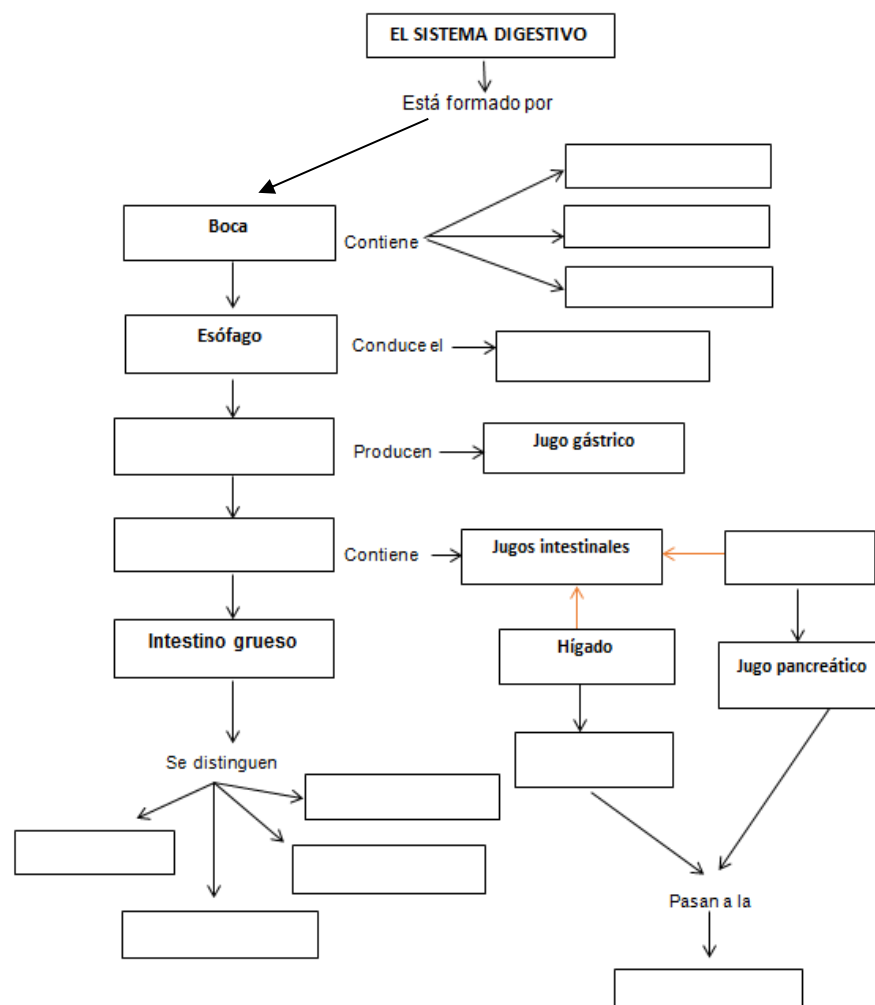 EL SISTEMA DIGESTIVO
Está formado por
Boca
Contiene
Esófago
Conduce el
Producen
Jugo gástrico
Contiene
Jugos intestinales
Intestino grueso
Hígado
Jugo pancreático
Se distinguen
Pasan a la